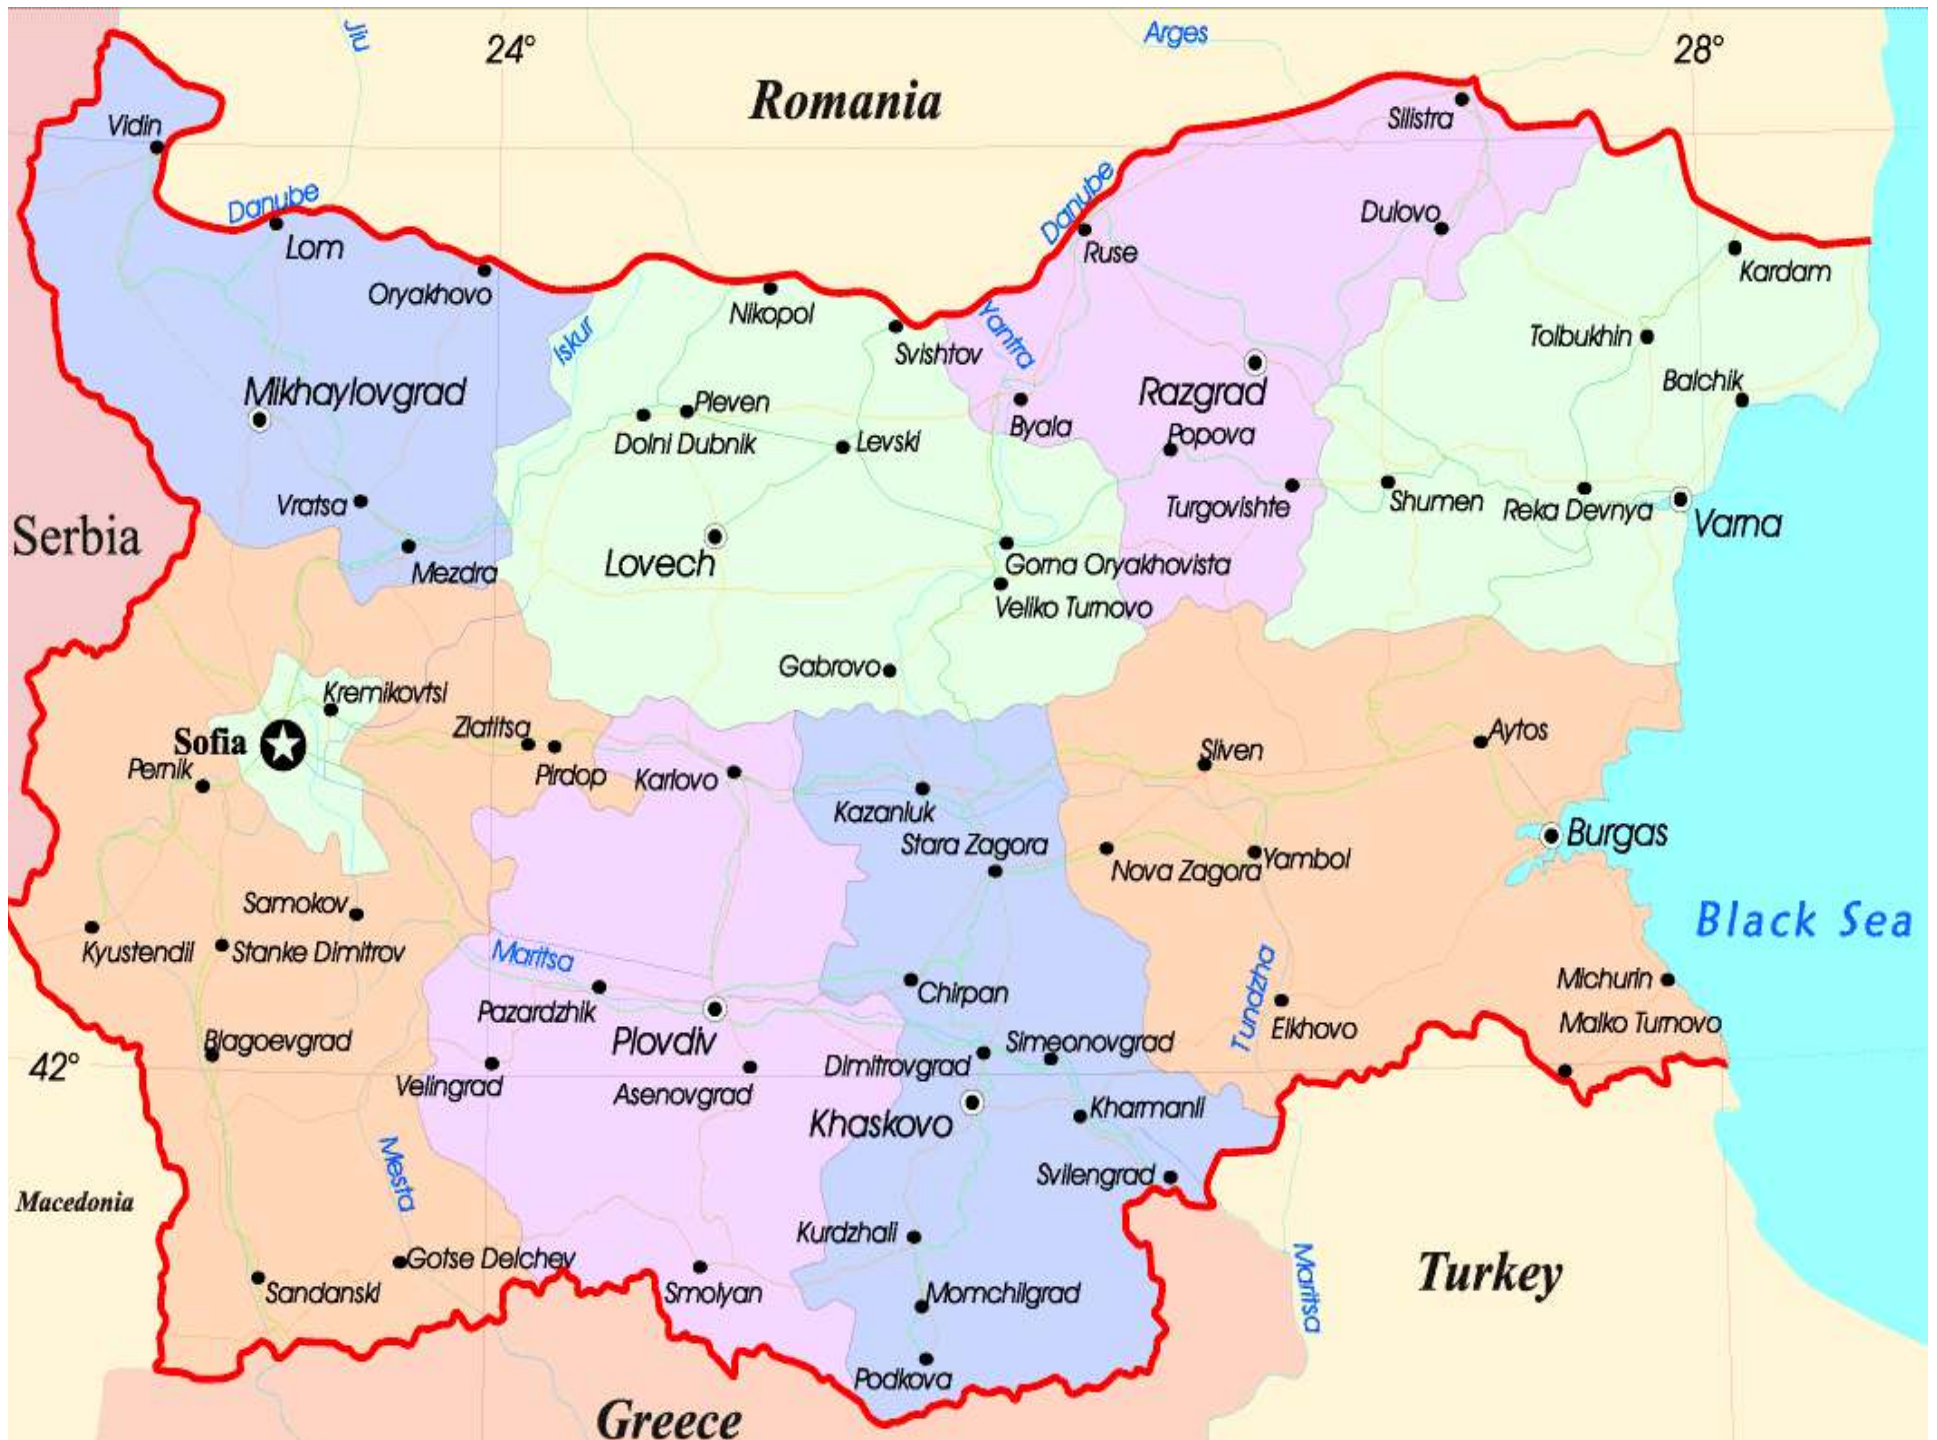 Jiu
24°
Arges
28°
Romania
Vidin
Silistra
Danube
Danube
Dulovo
Lom
Ruse
Kardam
Oryakhovo
Nikopol
Iskur
Yantra
Svishtov
Tolbukhin
Mikhaylovgrad
Razgrad
Balchik
Pleven
Dolni Dubnik
Levski
Byala
Popova
Vratsa
Turgovishte
Shumen
Reka Devnya
Varna
Serbia
Mezdra
Lovech
Gorna Oryakhovista
Veliko Turnovo
Gabrovo
Kremikovtsi
Sofia
Zlatitsa
Pirdop
Pernik
Karlovo
Sliven
Aytos
Kazanluk
Stara Zagora
Burgas
Nova Zagora
Yambol
Samokov
Black Sea
Kyustendil
Stanke Dimitrov
Maritsa
Tundzha
Michurin
Pazardzhik
Chirpan
Elkhovo
Malko Turnovo
Blagoevgrad
Plovdiv
Simeonovgrad
Dimitrovgrad
42°
Velingrad
Asenovgrad
Khaskovo
Kharmanli
Mesta
Svilengrad
Macedonia
Kurdzhali
Gotse Delchev
Maritsa
Turkey
Sandanski
Smolyan
Momchilgrad
Podkova
Greece